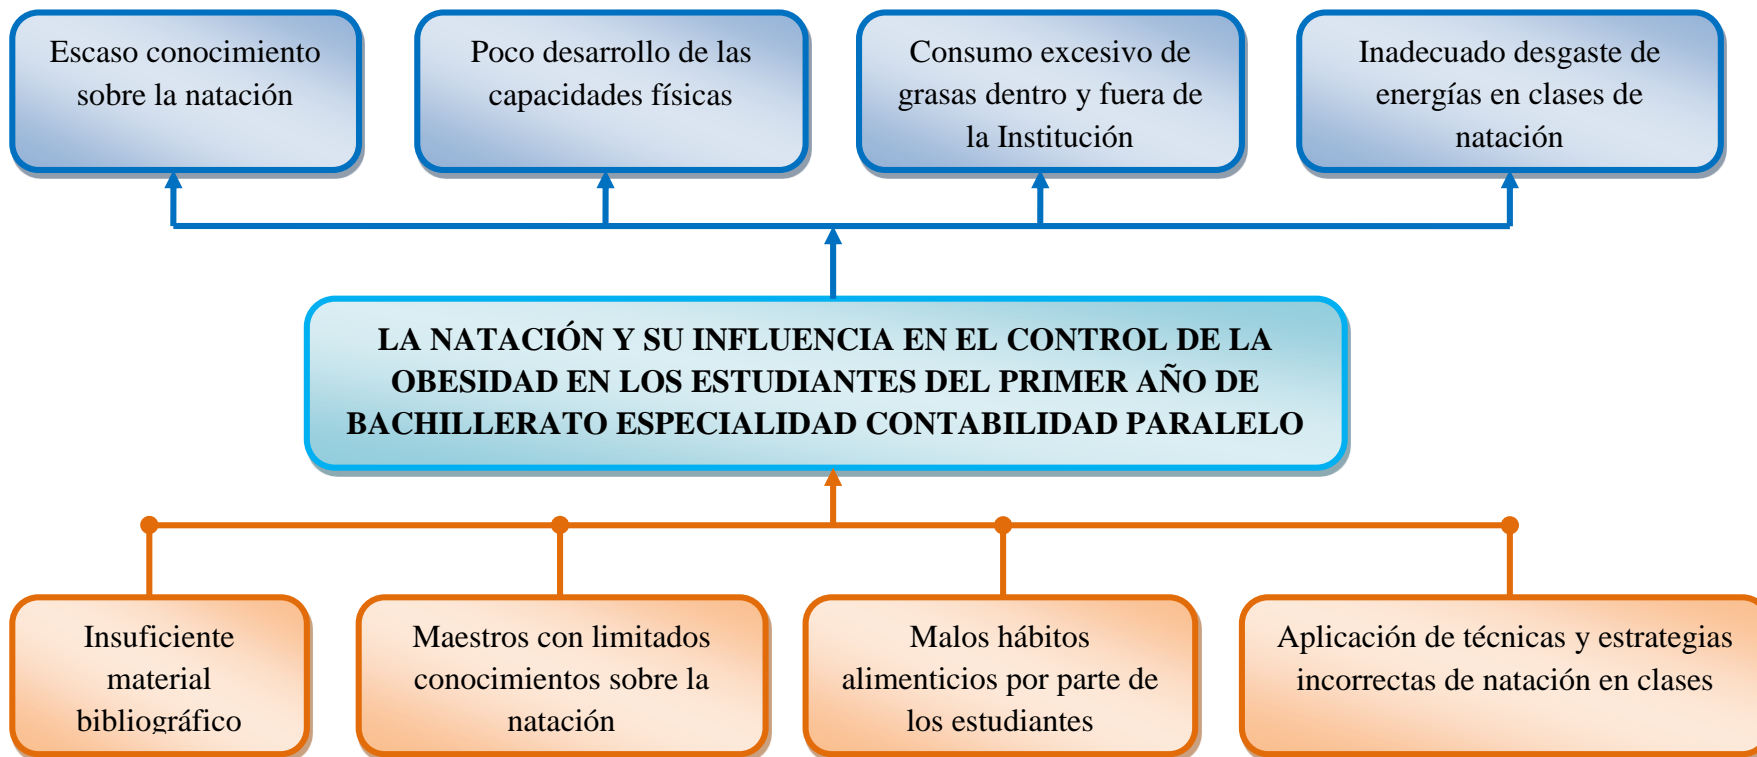 Escaso conocimiento
sobre la natación
Poco desarrollo de las
capacidades físicas
Consumo excesivo de
grasas dentro y fuera de
la Institución
Inadecuado desgaste de
energías en clases de
natación
LA NATACIÓN Y SU INFLUENCIA EN EL CONTROL DE LA
OBESIDAD EN LOS ESTUDIANTES DEL PRIMER AÑO DE
BACHILLERATO ESPECIALIDAD CONTABILIDAD PARALELO
Insuficiente
material
bibliográfico
Maestros con limitados
conocimientos sobre la
natación
Malos hábitos
alimenticios por parte de
los estudiantes
Aplicación de técnicas y estrategias
incorrectas de natación en clases